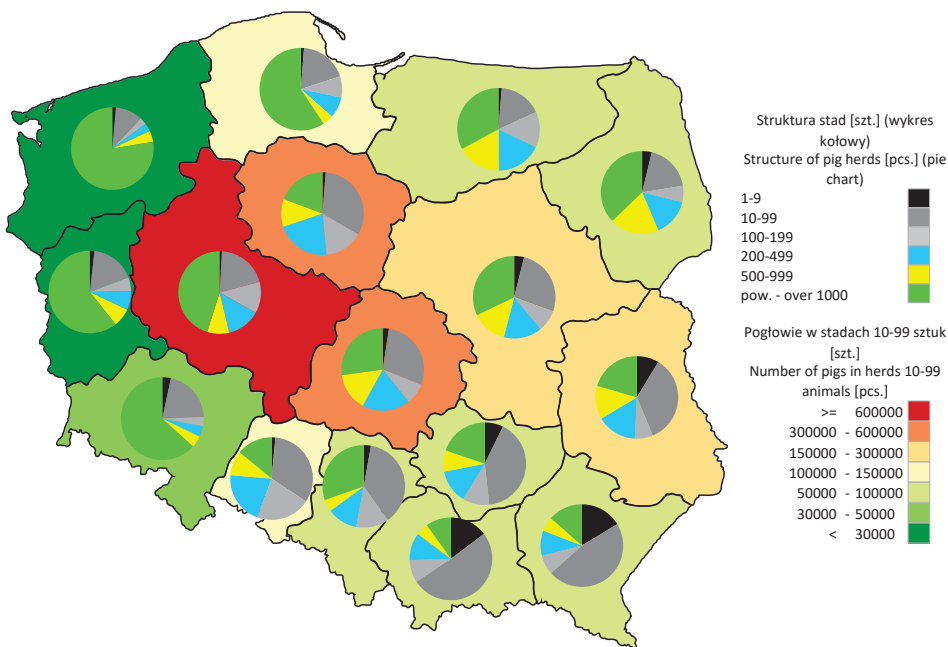 Struktura stad [szt.] (wykres
kołowy)
Structure of pig herds [pcs.] (pie
chart)
1-9
10-99
100-199
200-499
500-999
pow. - over 1000
Pogłowie w stadach 10-99 sztuk
[szt.]
Number of pigs in herds 10-99
animals [pcs.]
>= 600000
300000 - 600000
150000 - 300000
100000 - 150000
50000 - 100000
30000 - 50000
< 30000